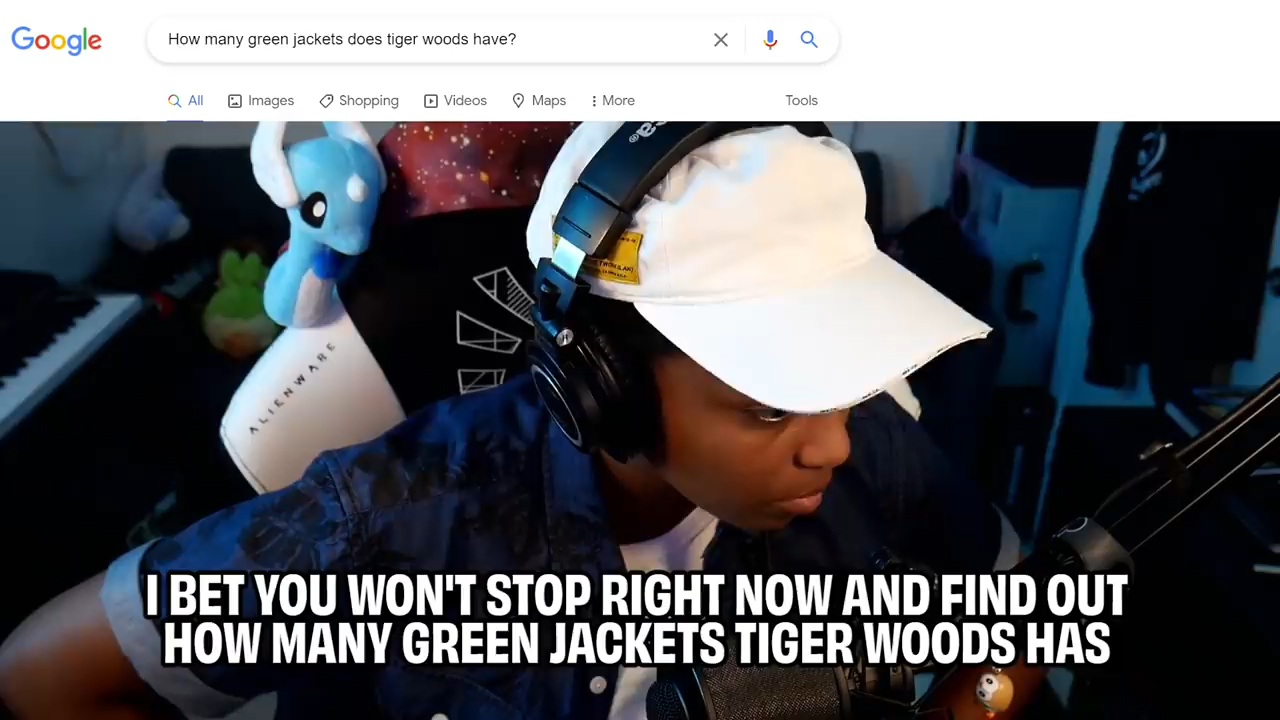 Google
How many green jackets does tiger woods have?
All Images Shopping Videos Maps More Tools
ca®
ALIENWARE
I BET YOU WON'T STOP RIGHT NOW AND FIND OUT
HOW MANY GREEN JACKETS TIGER WOODS HAS